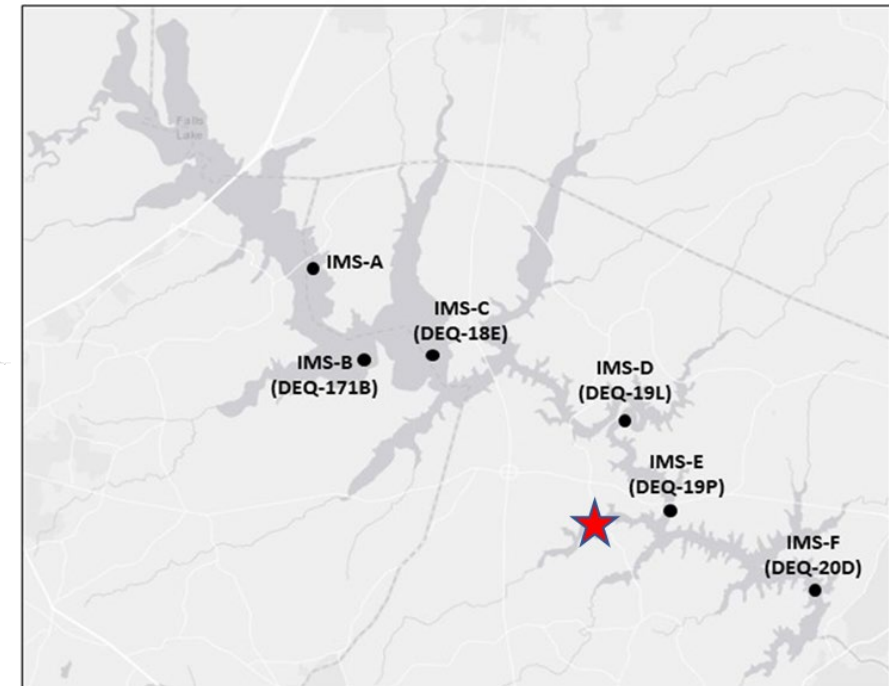 Falls
Lake
IMS-A
IMS-C
(DEQ-18E)
IMS-B
(DEQ-171B)
IMS-D
(DEQ-19L)
IMS-E
(DEQ-19P)
IMS-F
(DEQ-20D)